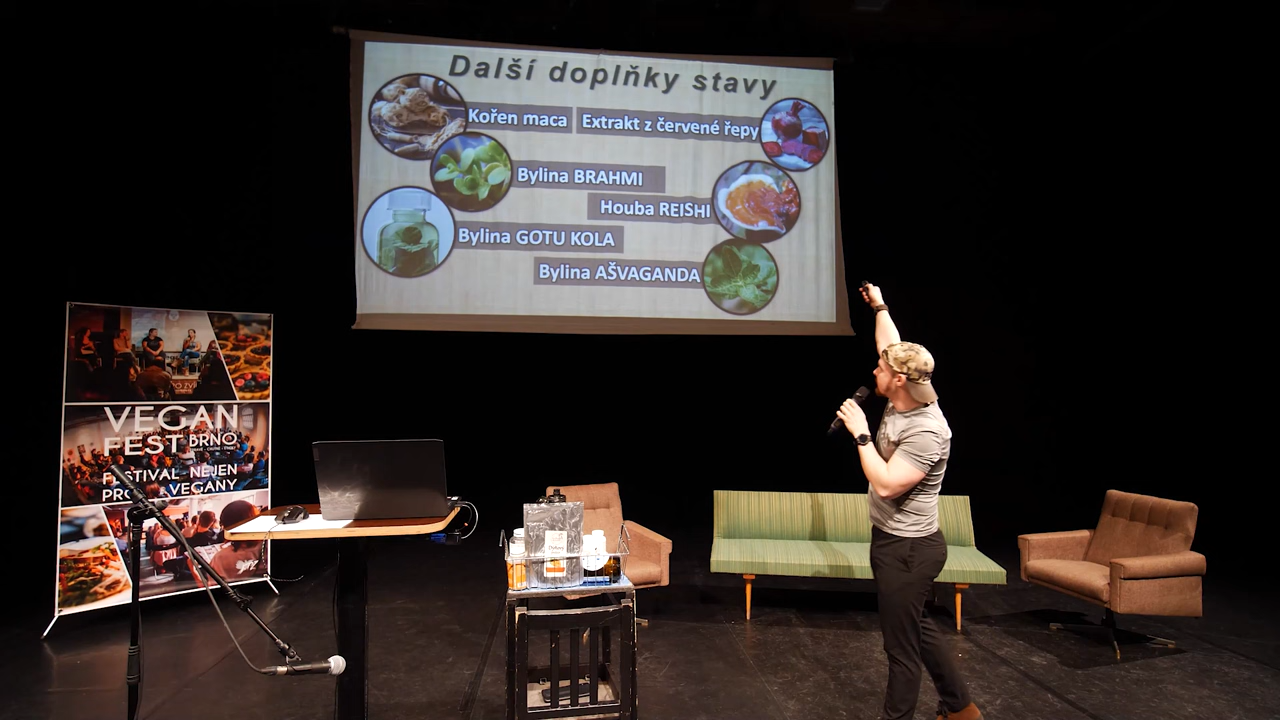 Další doplňky stavy
Kořen maca
Extrakt z červené řepy
Bylina BRAHMI
Houba REISHI
Bylina GOTU KOLA
Bylina AŠVAGANDA
VEGAN
FEST BRNO
FESTIVAL NEJEN
PRO VEGANY